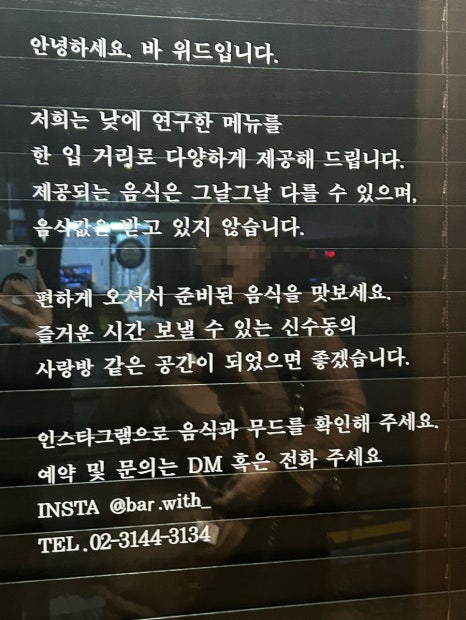 안녕하세요. 바 위드입니다.
저희는 낮에 연구한 메뉴를
한 입 거리로 다양하게 제공해 드립니다.
제공되는 음식은 그날그날 다를 수 있으며,
음식값은 받고 있지 않습니다.
편하게 오셔서 준비된 음식을 맛보세요.
즐거운 시간 보낼 수 있는 신수동의
사랑방 같은 공간이 되었으면 좋겠습니다.
인스타그램으로 음식과 무드를 확인해 주세요.
예약 및 문의는 DM 혹은 전화 주세요
INSTA @bar.with_
TEL.02-3144-3134